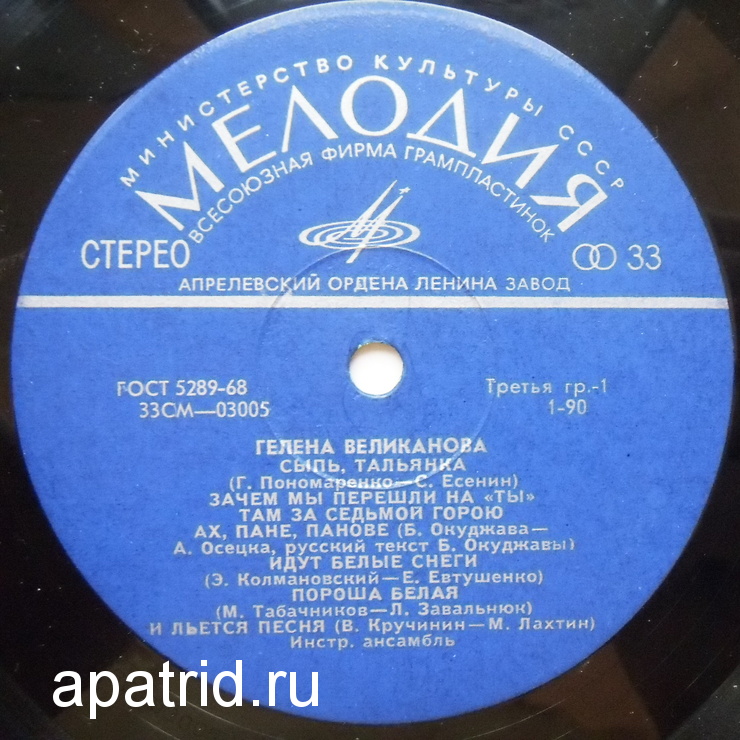 МИНИСТЕРСТВО КУЛЬТУРЫ СССР
МЕЛОДИЯ
ВСЕСОЮЗНАЯ ФИРМА ГРАМПЛАСТИНОК
СТЕРЕО
33
АПРЕЛЕВСКИЙ ОРДЕНА ЛЕНИНА ЗАВОД
ГОСТ 5289-68
33СМ—03005
Третья гр.-1
1-90
ГЕЛЕНА ВЕЛИКАНОВА
СЫПЬ, ТАЛЬЯНКА
(Г. Пономаренко—С. Есенин)
ЗАЧЕМ МЫ ПЕРЕШЛИ НА «ТЫ»
ТАМ ЗА СЕДЬМОЙ ГОРОЮ
АХ, ПАНЕ, ПАНОВЕ (Б. Окуджава—
А. Осецка, русский текст Б. Окуджавы)
ИДУТ БЕЛЫЕ СНЕГИ
(Э. Колмановский—Е. Евтушенко)
ПОРОША БЕЛАЯ
(М. Табачников—Л. Завальнюк)
И ЛЬЕТСЯ ПЕСНЯ (В. Кручинин—М. Лахтин)
Инстр. ансамбль
apatrid.ru